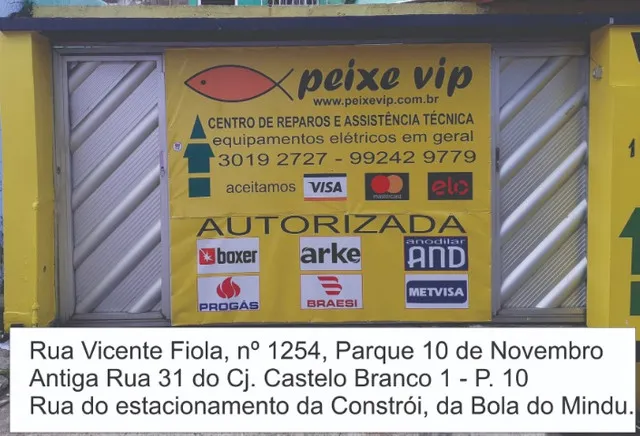 peixe vip
www.peixevip.com.br
CENTRO DE REPAROS E ASSISTÊNCIA TÉCNICA
equipamentos elétricos em geral
3019 2727 - 99242 9779
aceitamos VISA mastercard elo
AUTORIZADA
boxer arke anodilar AND
PROGÁS BRAESI METVISA
Rua Vicente Fiola, nº 1254, Parque 10 de Novembro
Antiga Rua 31 do Cj. Castelo Branco 1 - P. 10
Rua do estacionamento da Constrói, da Bola do Mindu.